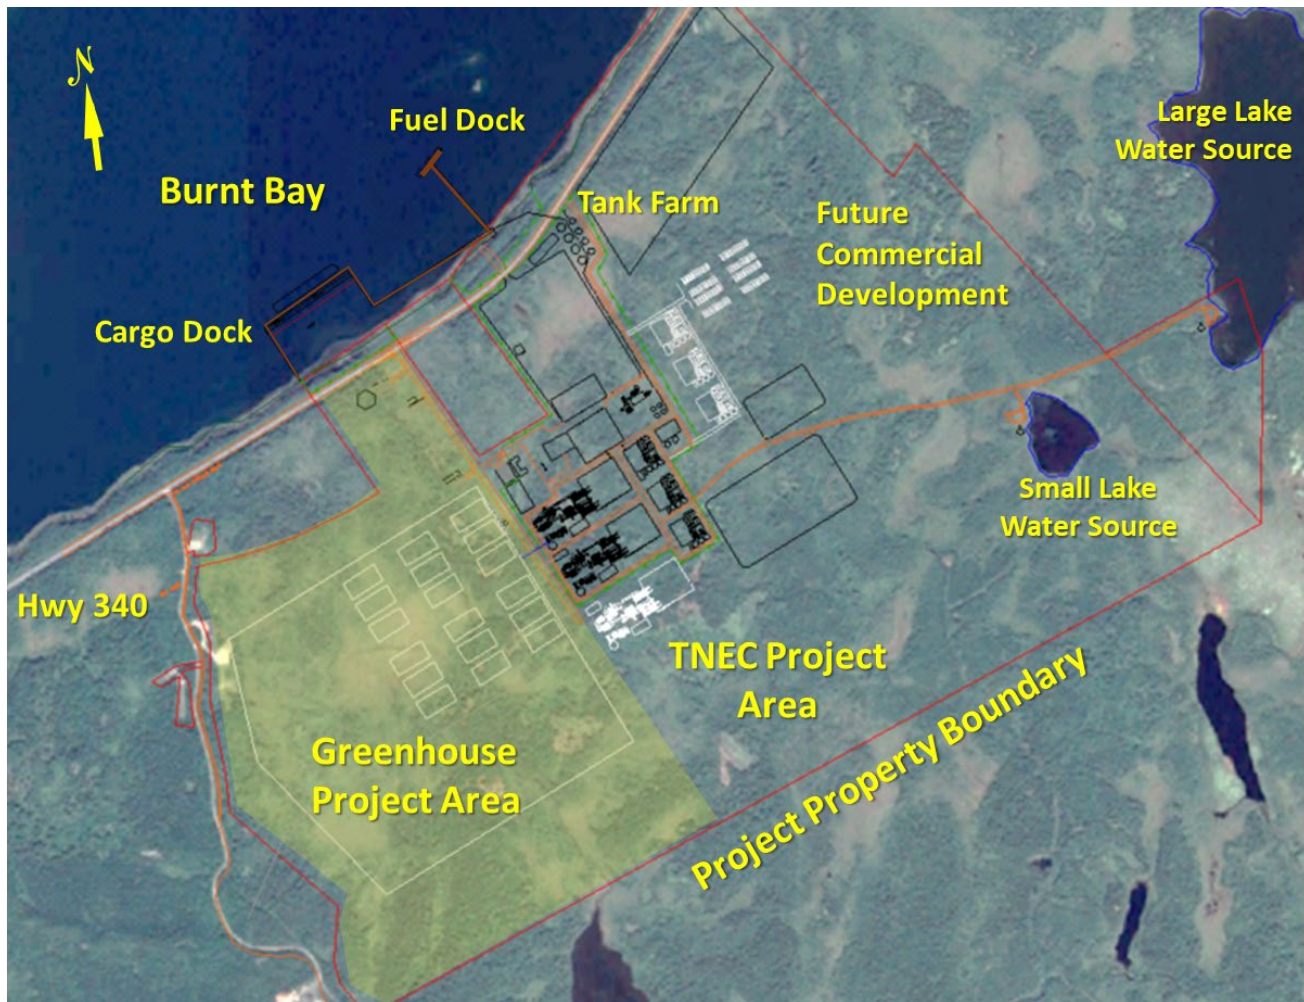 N
Fuel Dock
Burnt Bay
Tank Farm
Large Lake
Water Source
Future
Commercial
Development
Cargo Dock
Small Lake
Water Source
Hwy 340
TNEC Project
Area
Project Property Boundary
Greenhouse
Project Area